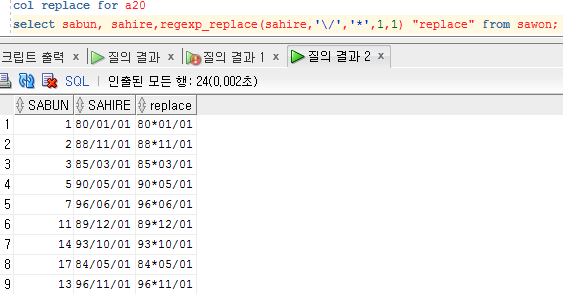 col replace for a20
select sabun, sahire,regexp_replace(sahire,'\/','*',1,1) "replace" from sawon;
크립트 출력 × 질의 결과 × 질의 결과 1 × 질의 결과 2 ×
SQL | 인출된 모든 행: 24(0,002초)
SABUN SAHIRE replace
1 1 80/01/01 80*01/01
2 2 88/11/01 88*11/01
3 3 85/03/01 85*03/01
4 5 90/05/01 90*05/01
5 7 96/06/01 96*06/01
6 11 89/12/01 89*12/01
7 14 93/10/01 93*10/01
8 17 84/05/01 84*05/01
9 13 96/11/01 96*11/01